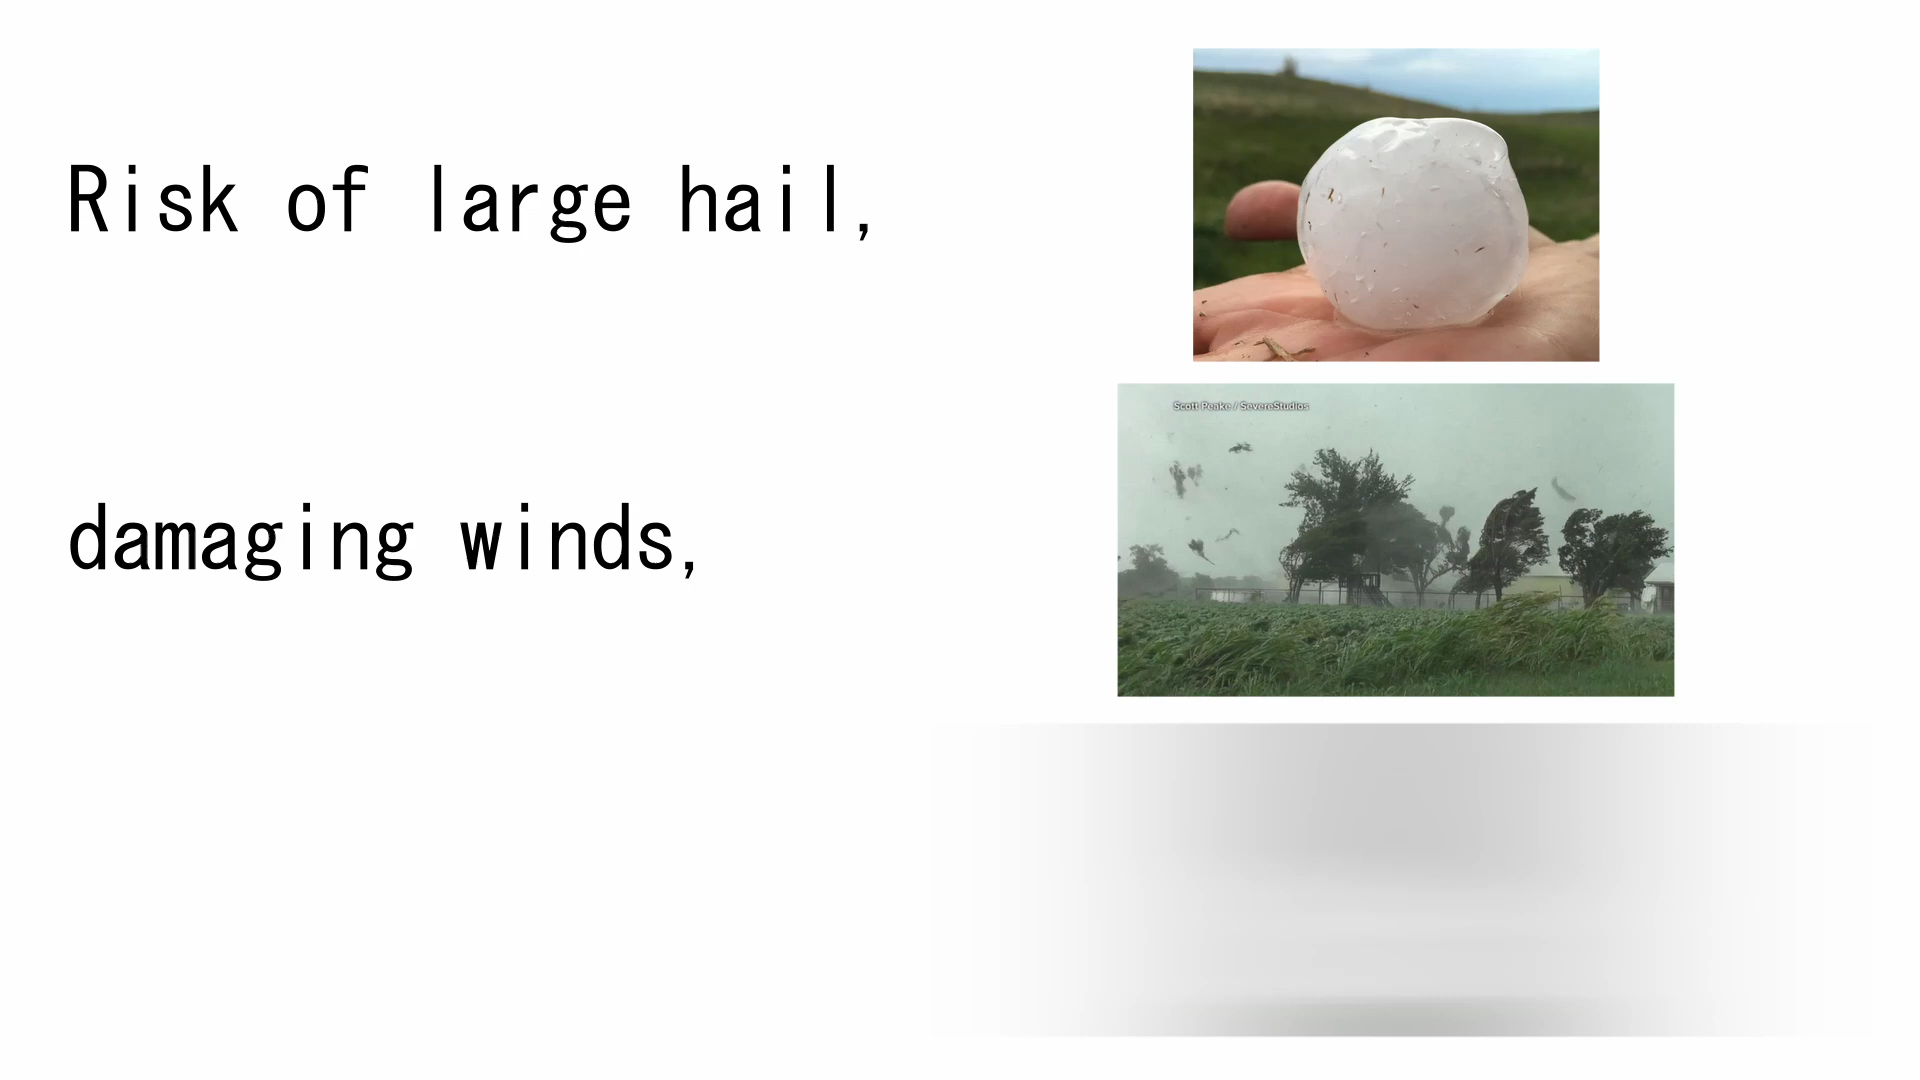 Risk of large hail,
Scott Peake / SevereStudios
damaging winds,